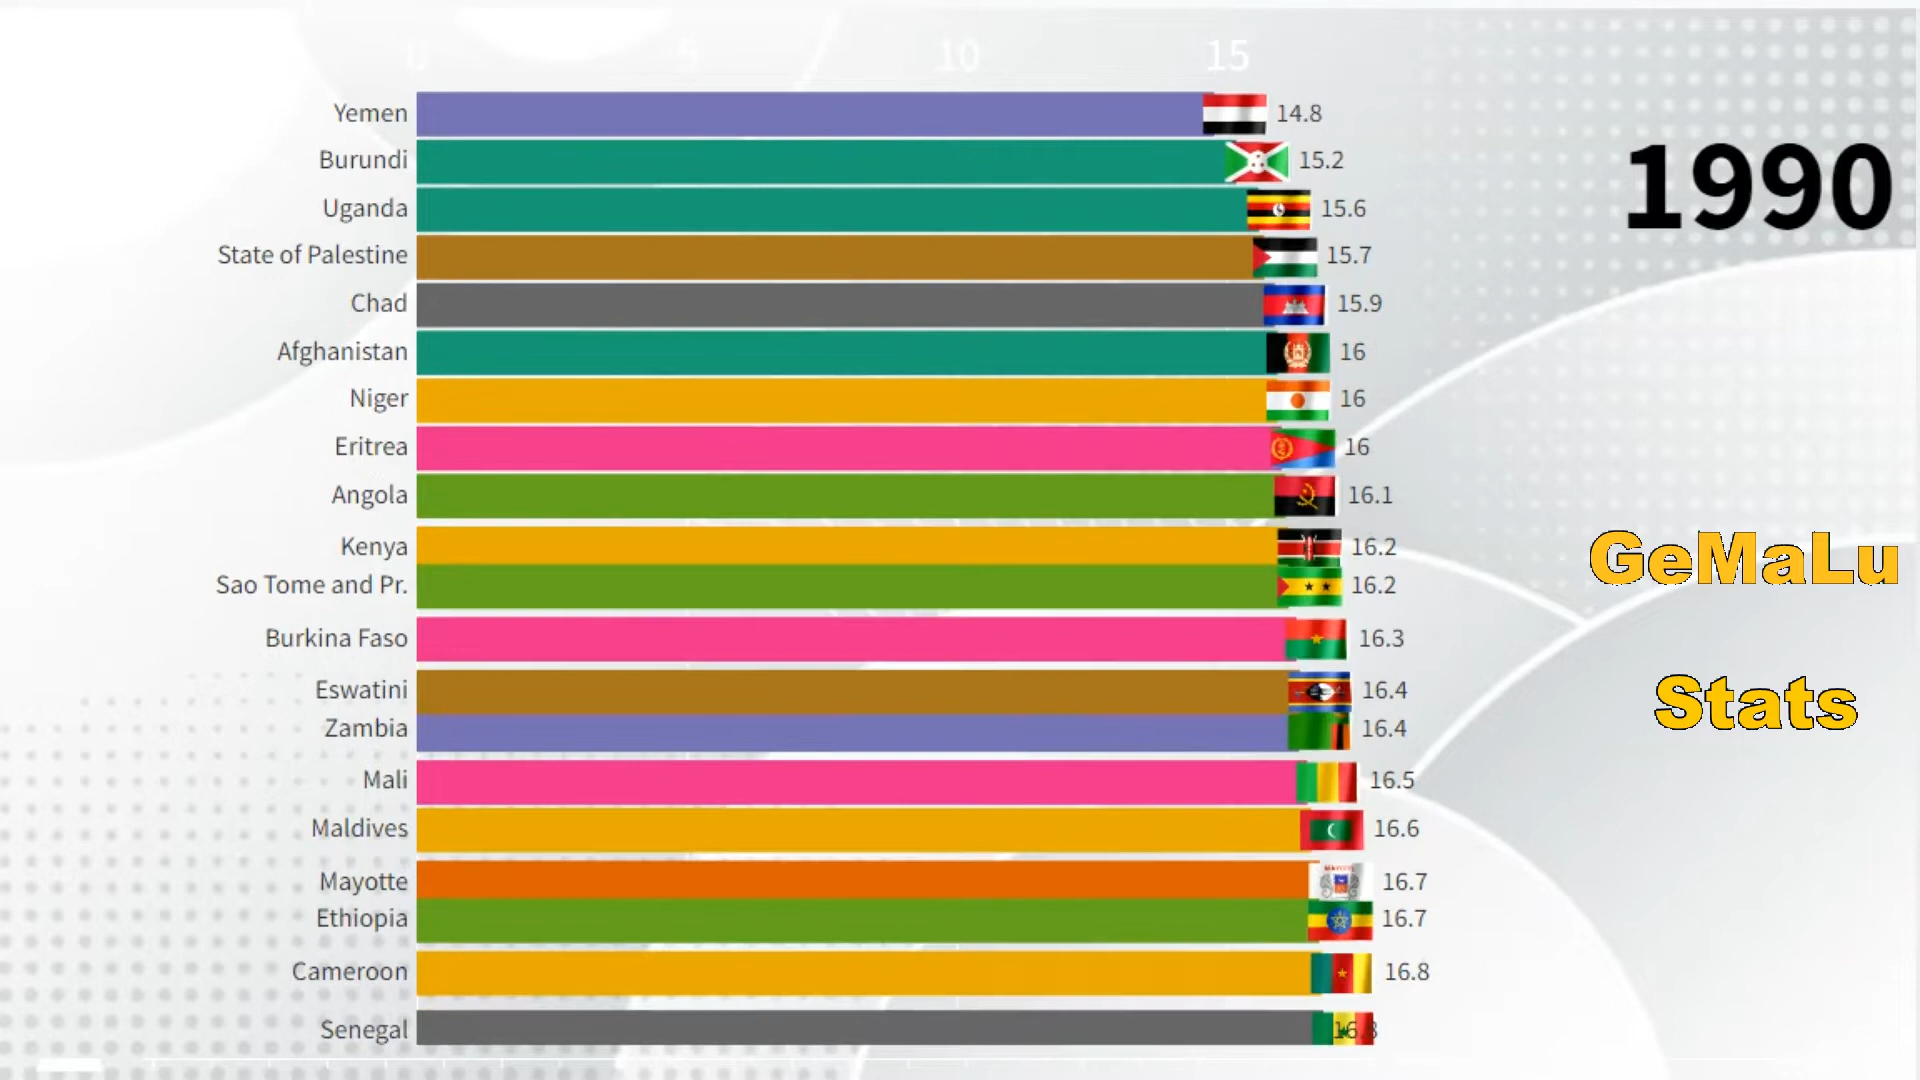 0 5 10 15
Yemen 14.8
Burundi 15.2
1990
Uganda 15.6
State of Palestine 15.7
Chad 15.9
Afghanistan 16
Niger 16
Eritrea 16
Angola 16.1
Kenya 16.2
GeMaLu
Sao Tome and Pr. 16.2
Burkina Faso 16.3
Eswatini 16.4
Stats
Zambia 16.4
Mali 16.5
Maldives 16.6
Mayotte 16.7
Ethiopia 16.7
Cameroon 16.8
Senegal 16.8